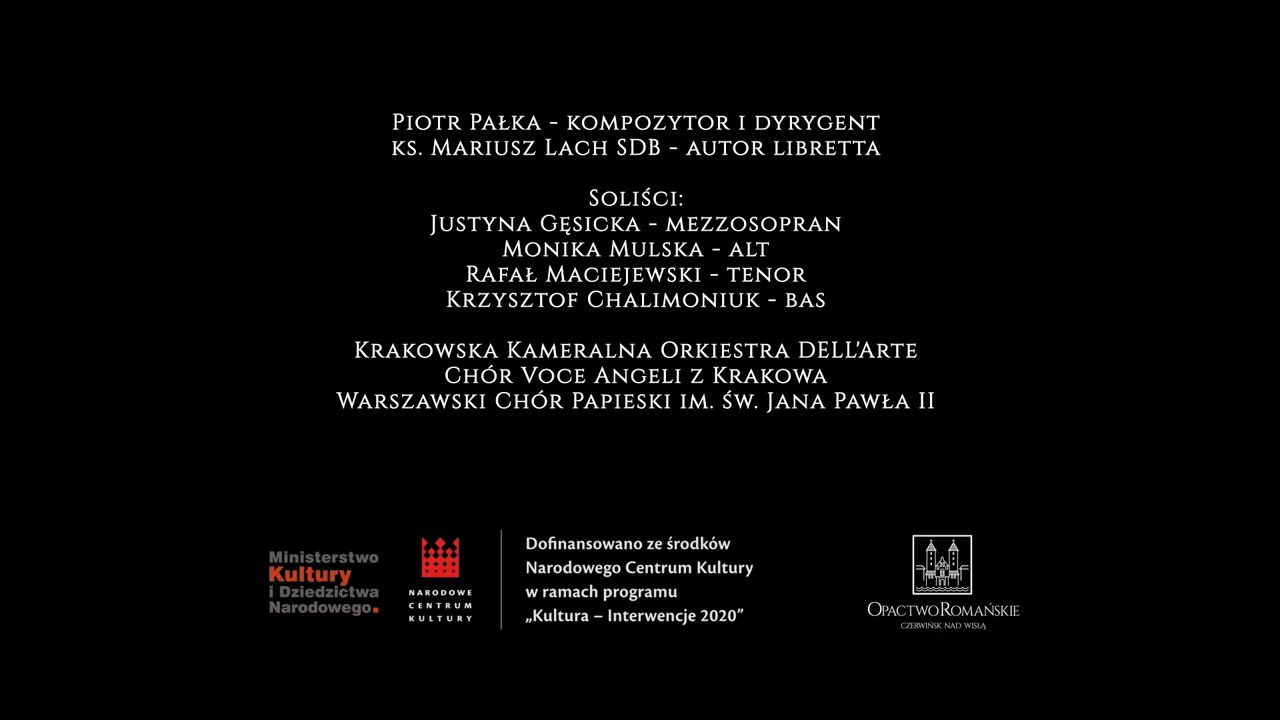 Piotr Pałka - kompozytor i dyrygent
ks. Mariusz Lach SDB - autor libretta
Soliści:
Justyna Gęsicka - mezzosopran
Monika Mulska - alt
Rafał Maciejewski - tenor
Krzysztof Chalimoniuk - bas
Krakowska Kameralna Orkiestra DELL'Arte
Chór Voce Angeli z Krakowa
Warszawski Chór Papieski im. św. Jana Pawła II
Ministerstwo
Kultury
i Dziedzictwa
Narodowego.
NARODOWE
CENTRUM
KULTURY
Dofinansowano ze środków
Narodowego Centrum Kultury
w ramach programu
„Kultura – Interwencje 2020”
Opactwo Romańskie
Czerwińsk nad Wisłą